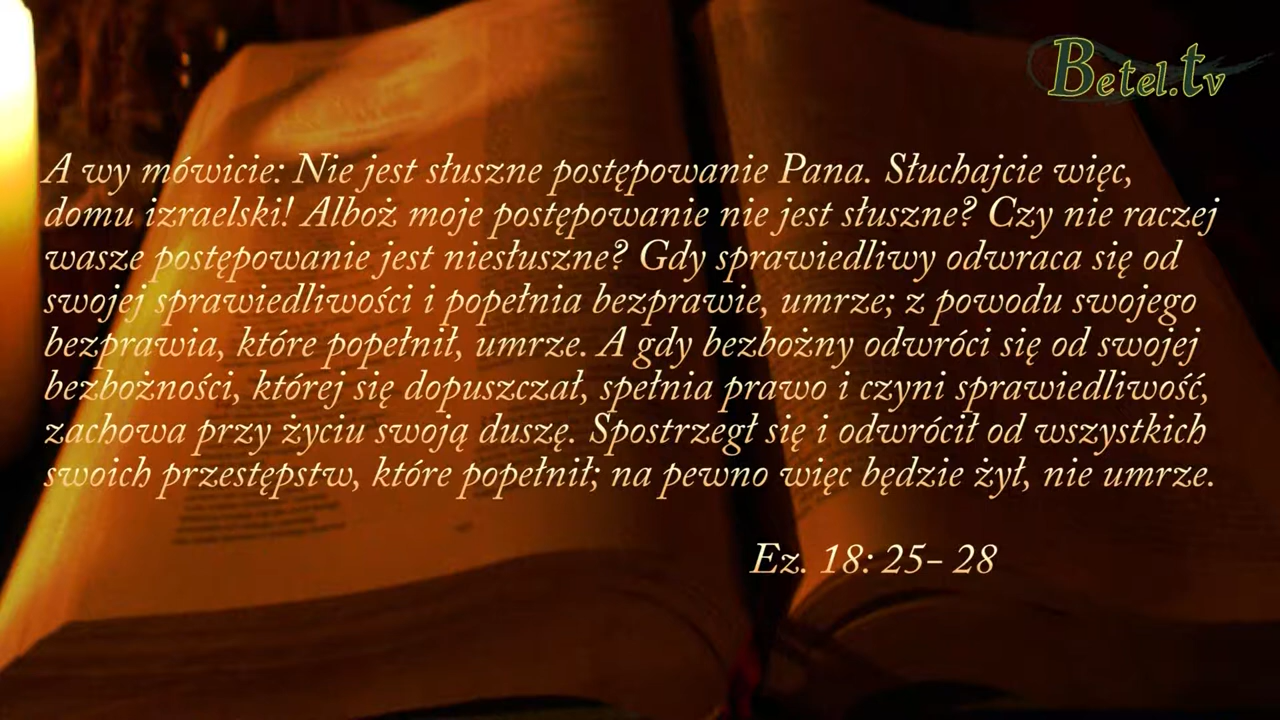 Betel.tv
A wy mówicie: Nie jest słuszne postępowanie Pana. Słuchajcie więc,
domu izraelski! Alboż moje postępowanie nie jest słuszne? Czy nie raczej
wasze postępowanie jest niesłuszne? Gdy sprawiedliwy odwraca się od
swojej sprawiedliwości i popełnia bezprawie, umrze; z powodu swojego
bezprawia, które popełnił, umrze. A gdy bezbożny odwróci się od swojej
bezbożności, której się dopuszczał, spełnia prawo i czyni sprawiedliwość,
zachowa przy życiu swoją duszę. Spostrzegł się i odwrócił od wszystkich
swoich przestępstw, które popełnił; na pewno więc będzie żył, nie umrze.
Ez. 18: 25- 28